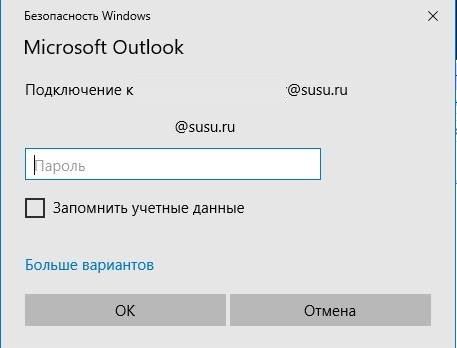 Безопасность Windows
Microsoft Outlook
Подключение к @susu.ru
@susu.ru
Пароль
Запомнить учетные данные
Больше вариантов
OK Отмена